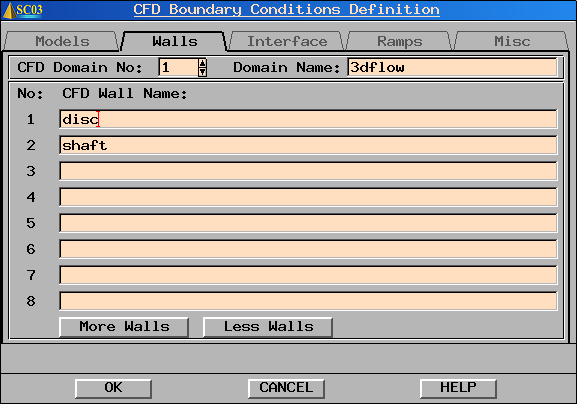 SC03 CFD Boundary Conditions Definition
Models Walls Interface Ramps Misc
CFD Domain No: 1 Domain Name: 3dflow
No: CFD Wall Name:
1 disc
2 shaft
3
4
5
6
7
8
More Walls Less Walls
OK CANCEL HELP